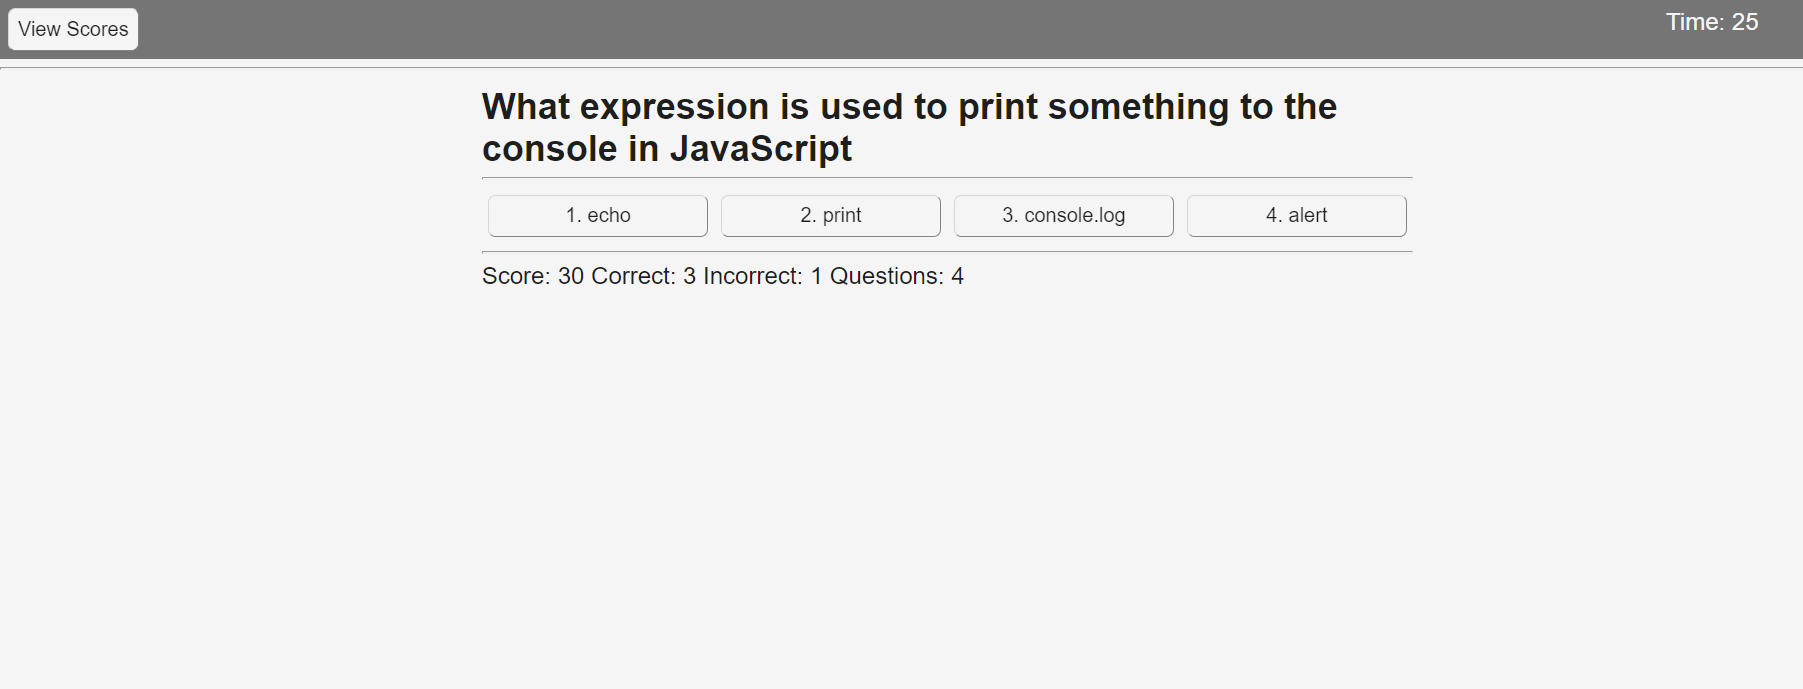 View Scores
Time: 25
What expression is used to print something to the
console in JavaScript
1. echo
2. print
3. console.log
4. alert
Score: 30 Correct: 3 Incorrect: 1 Questions: 4